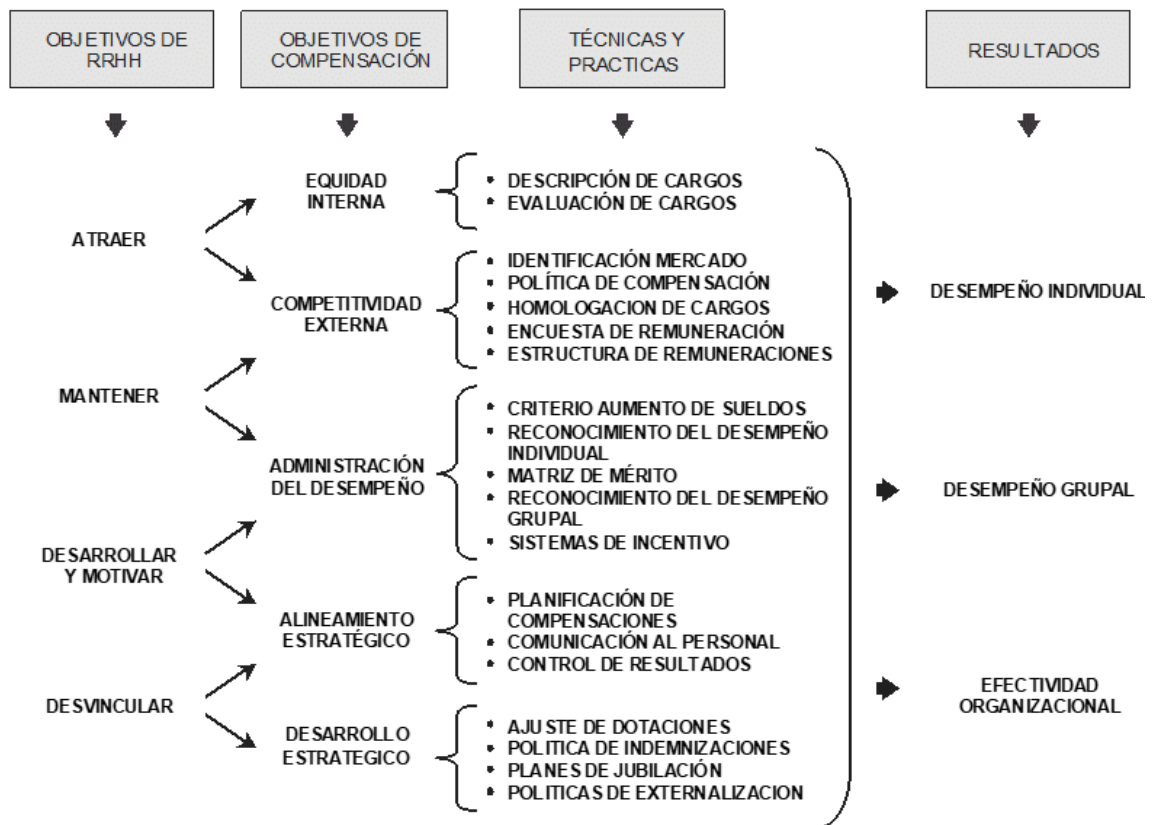 OBJETIVOS DE
RRHH
OBJETIVOS DE
COMPENSACIÓN
TÉCNICAS Y
PRACTICAS
RESULTADOS
ATRAER
MANTENER
DESARROLLAR
Y MOTIVAR
DESVINCULAR
EQUIDAD
INTERNA
COMPETITIVIDAD
EXTERNA
ADMINISTRACIÓN
DEL DESEMPEÑO
ALINEAMIENTO
ESTRATÉGICO
DESARROLLO
ESTRATEGICO
• DESCRIPCIÓN DE CARGOS
• EVALUACIÓN DE CARGOS
• IDENTIFICACIÓN MERCADO
• POLÍTICA DE COMPENSACIÓN
• HOMOLOGACION DE CARGOS
• ENCUESTA DE REMUNERACIÓN
• ESTRUCTURA DE REMUNERACIONES
• CRITERIO AUMENTO DE SUELDOS
• RECONOCIMIENTO DEL DESEMPEÑO
INDIVIDUAL
• MATRIZ DE MÉRITO
• RECONOCIMIENTO DEL DESEMPEÑO
GRUPAL
• SISTEMAS DE INCENTIVO
• PLANIFICACIÓN DE
COMPENSACIONES
• COMUNICACIÓN AL PERSONAL
• CONTROL DE RESULTADOS
• AJUSTE DE DOTACIONES
• POLITICA DE INDEMNIZACIONES
• PLANES DE JUBILACIÓN
• POLITICAS DE EXTERNALIZACION
DESEMPEÑO INDIVIDUAL
DESEMPEÑO GRUPAL
EFECTIVIDAD
ORGANIZACIONAL